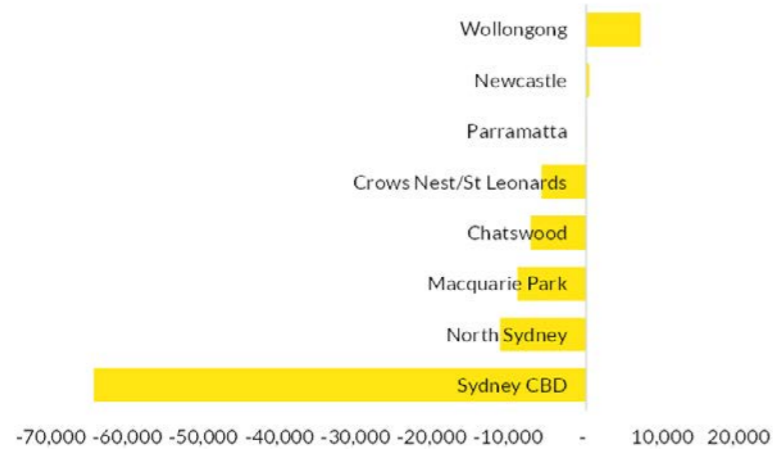 Wollongong
Newcastle
Parramatta
Crows Nest/St Leonards
Chatswood
Macquarie Park
North Sydney
Sydney CBD
-70,000 -60,000 -50,000 -40,000 -30,000 -20,000 -10,000 - 10,000 20,000